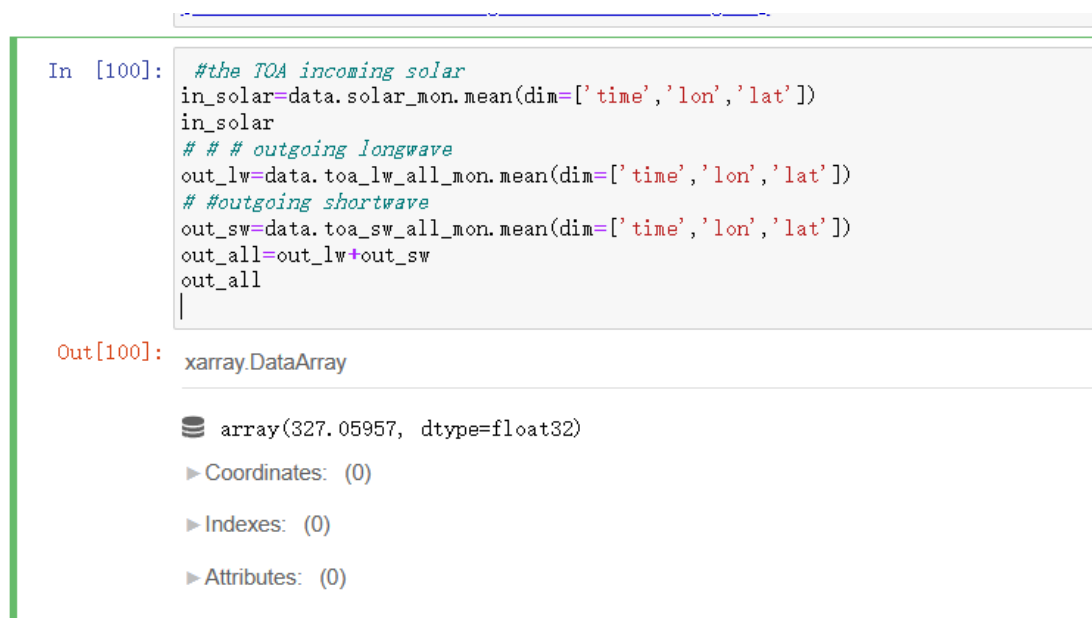 In [100]:
#the TOA incoming solar
in_solar=data.solar_mon.mean(dim=['time','lon','lat'])
in_solar
# # # outgoing longwave
out_lw=data.toa_lw_all_mon.mean(dim=['time','lon','lat'])
# #outgoing shortwave
out_sw=data.toa_sw_all_mon.mean(dim=['time','lon','lat'])
out_all=out_lw+out_sw
out_all
Out[100]:
xarray.DataArray
array(327.05957, dtype=float32)
►Coordinates: (0)
►Indexes: (0)
►Attributes: (0)